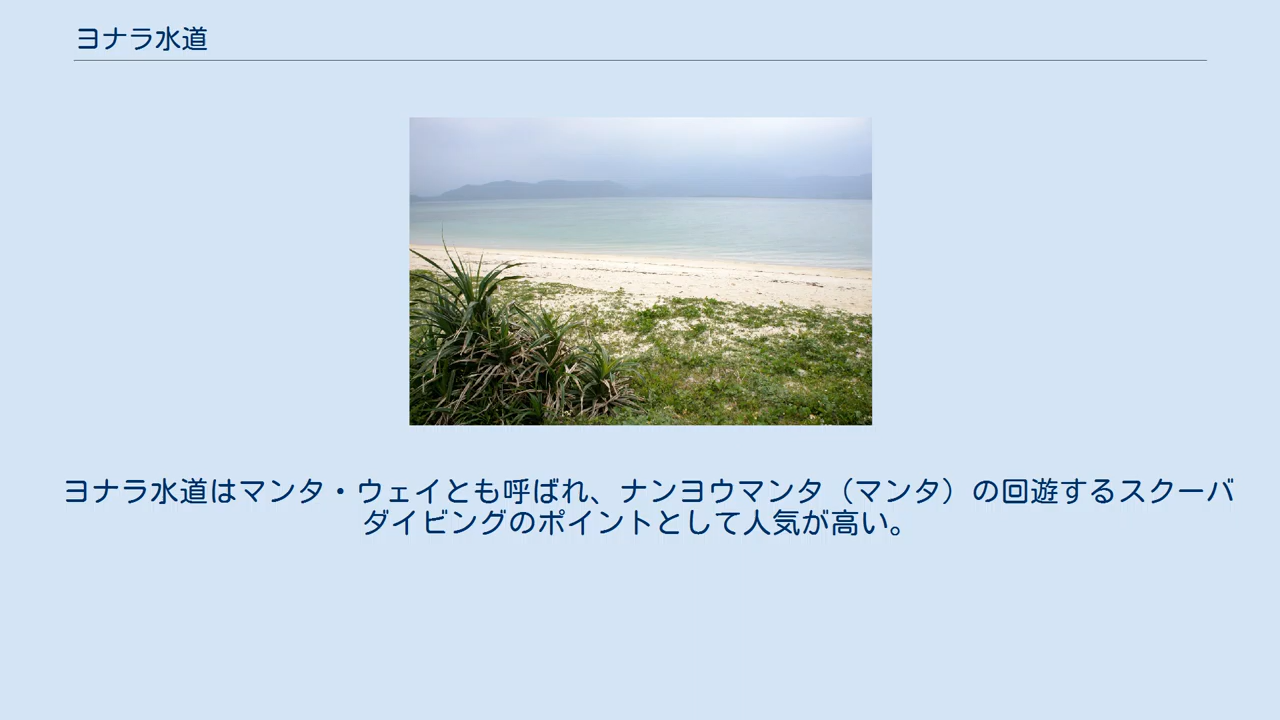 ヨナラ水道
ヨナラ水道はマンタ・ウェイとも呼ばれ、ナンヨウマンタ（マンタ）の回遊するスクーバ
ダイビングのポイントとして人気が高い。